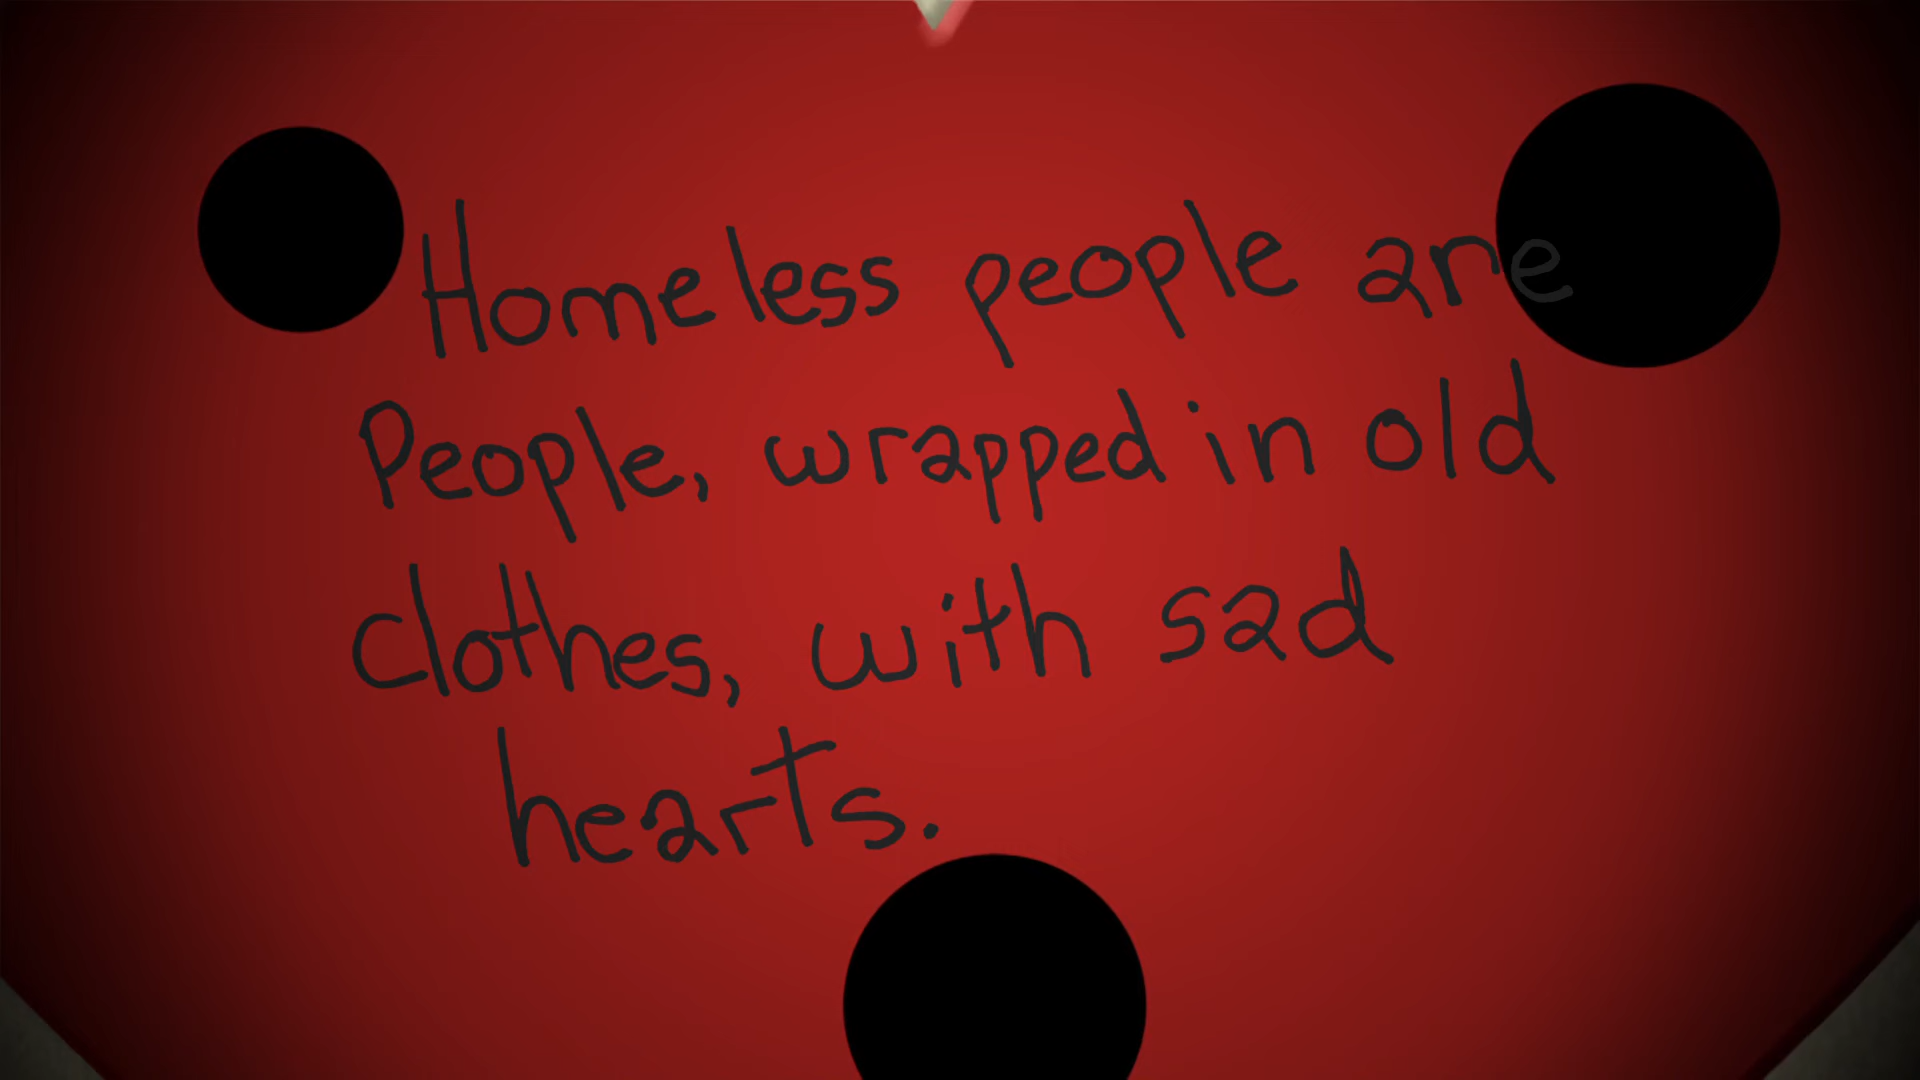 Homeless people are
People, wrapped in old
clothes, with sad
hearts.